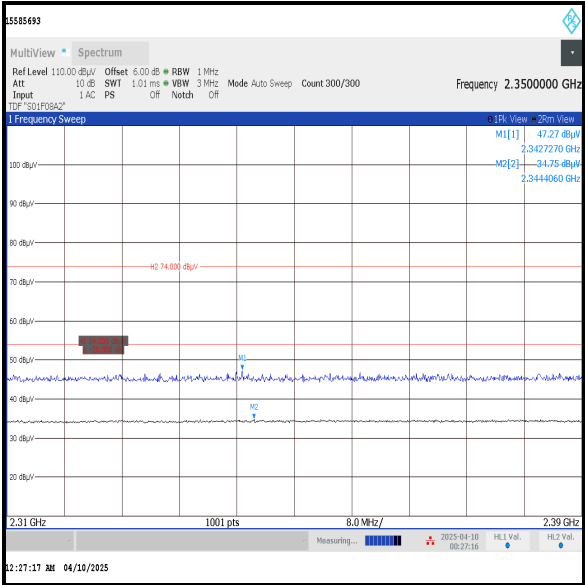 15585693
MultiView Spectrum
Ref Level 110.00 dBµV Offset 6.00 dB RBW 1 MHz
Att 10 dB SWT 1.01 ms VBW 3 MHz Mode Auto Sweep Count 300/300 Frequency 2.3500000 GHz
Input 1 AC PS Off Notch Off
TDF "S01F08A2"
1 Frequency Sweep 1Pk View 2Rm View
M1[1] 47.27 dBµV
2.3427270 GHz
M2[2] 34.75 dBµV
2.3444060 GHz
100 dBµV
90 dBµV
80 dBµV
H2 74.000 dBµV
70 dBµV
60 dBµV
50 dBµV
M1
40 dBµV
M2
30 dBµV
20 dBµV
2.31 GHz 1001 pts 8.0 MHz/ 2.39 GHz
Measuring... 2025-04-10 HL1 Val. HL2 Val.
00:27:16
12:27:17 AM 04/10/2025